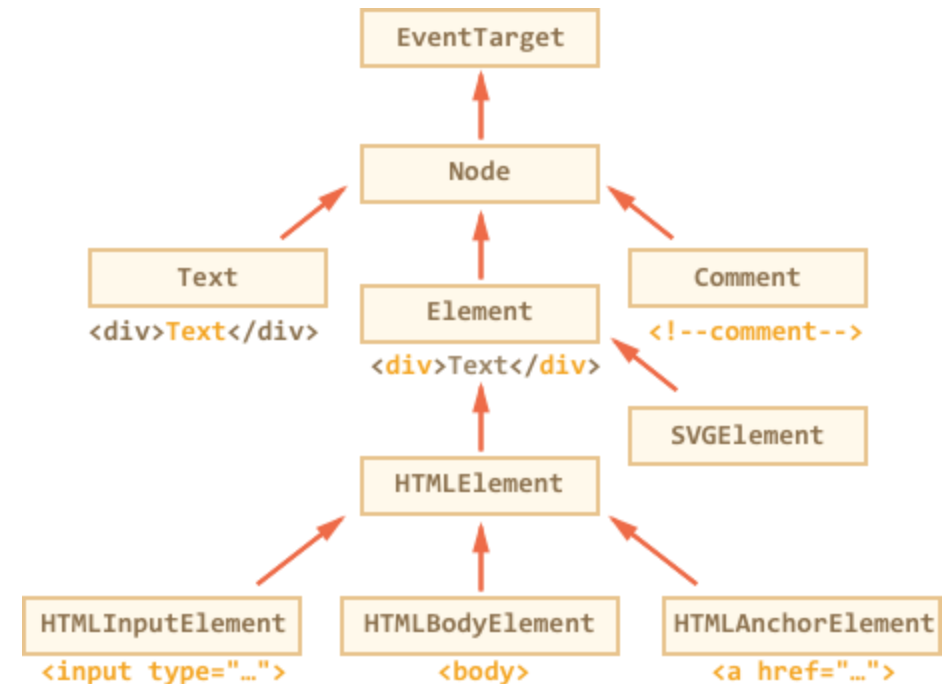 EventTarget
Node
Text
<div>Text</div>
Element
<div>Text</div>
Comment
<!--comment-->
SVGElement
HTMLElement
HTMLInputElement
<input type="…">
HTMLBodyElement
<body>
HTMLAnchorElement
<a href="…">